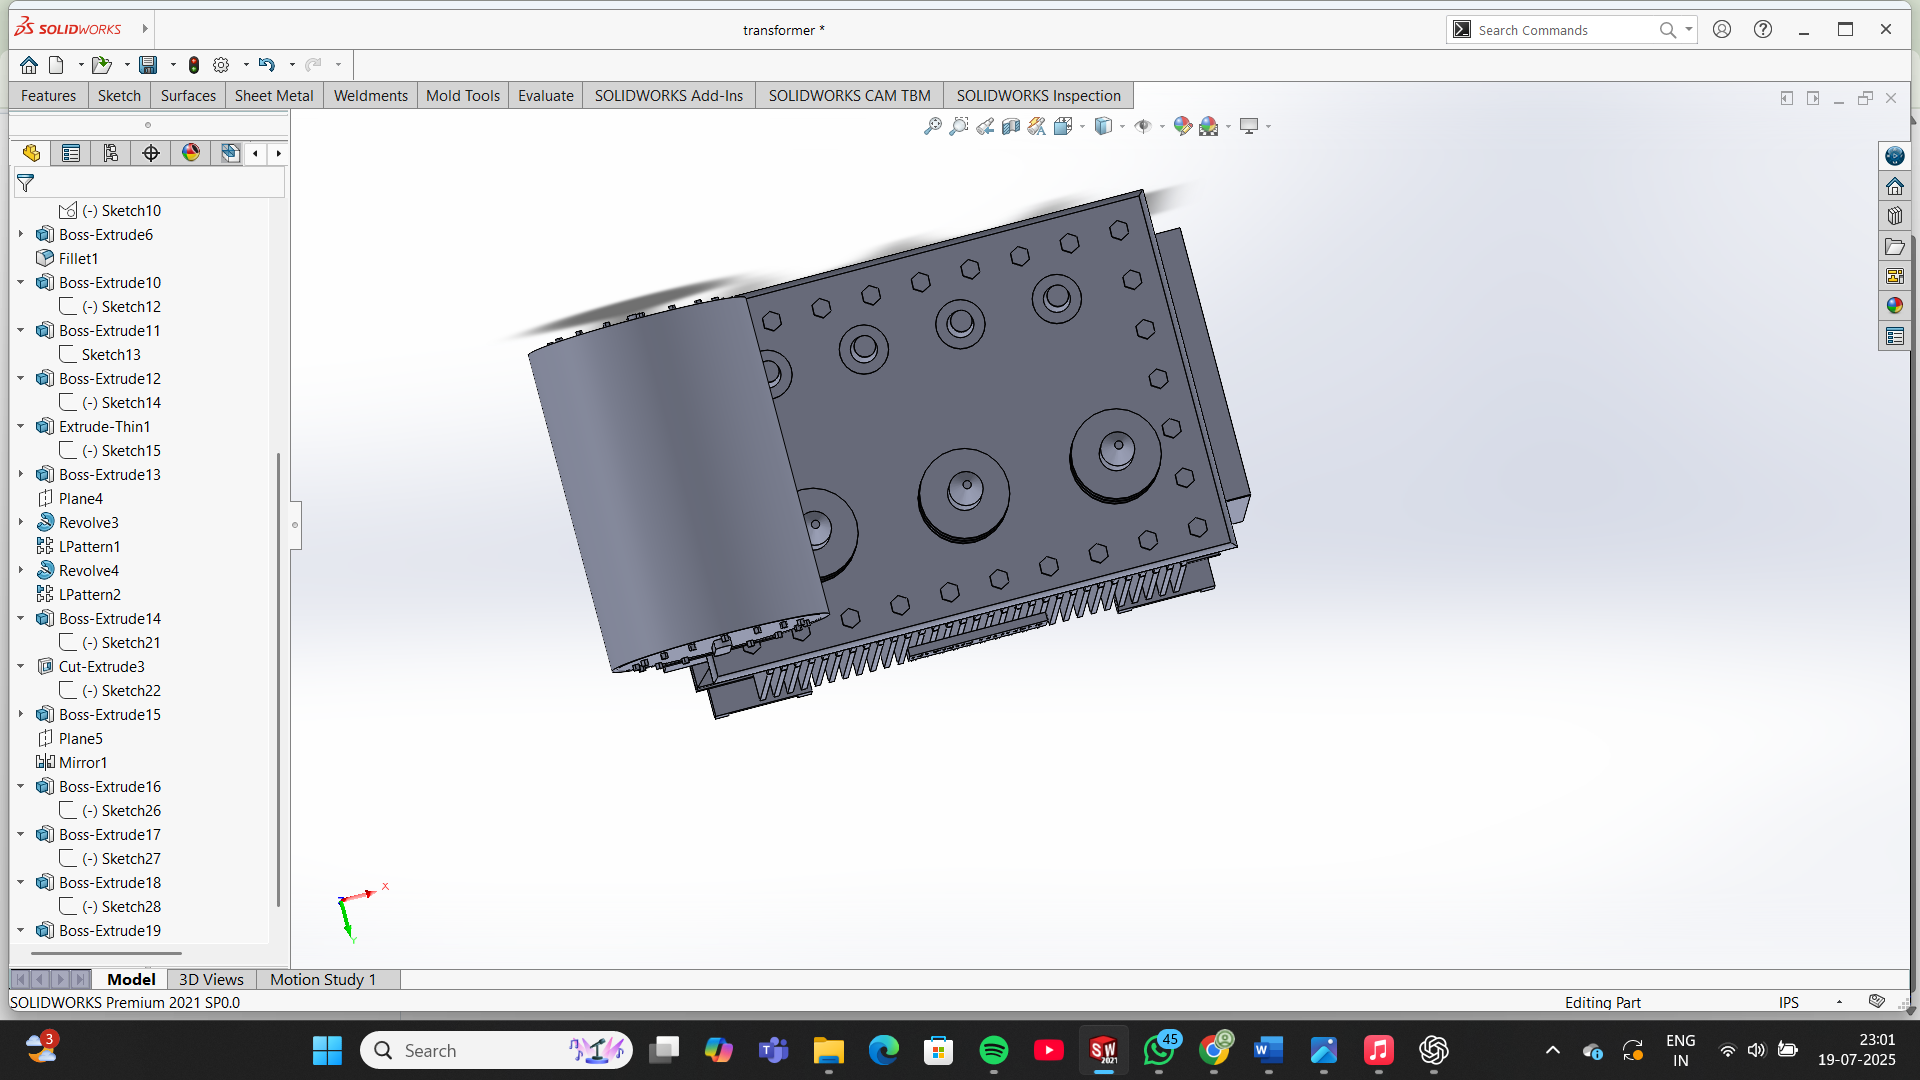 SOLIDWORKS
transformer *
Search Commands
Features
Sketch
Surfaces
Sheet Metal
Weldments
Mold Tools
Evaluate
SOLIDWORKS Add-Ins
SOLIDWORKS CAM TBM
SOLIDWORKS Inspection
(-) Sketch10
Boss-Extrude6
Fillet1
Boss-Extrude10
(-) Sketch12
Boss-Extrude11
Sketch13
Boss-Extrude12
(-) Sketch14
Extrude-Thin1
(-) Sketch15
Boss-Extrude13
Plane4
Revolve3
LPattern1
Revolve4
LPattern2
Boss-Extrude14
(-) Sketch21
Cut-Extrude3
(-) Sketch22
Boss-Extrude15
Plane5
Mirror1
Boss-Extrude16
(-) Sketch26
Boss-Extrude17
(-) Sketch27
Boss-Extrude18
(-) Sketch28
Boss-Extrude19
X
Y
Model
3D Views
Motion Study 1
SOLIDWORKS Premium 2021 SP0.0
Editing Part
IPS
3
Search
SW
2021
45
W
ENG
IN
23:01
19-07-2025